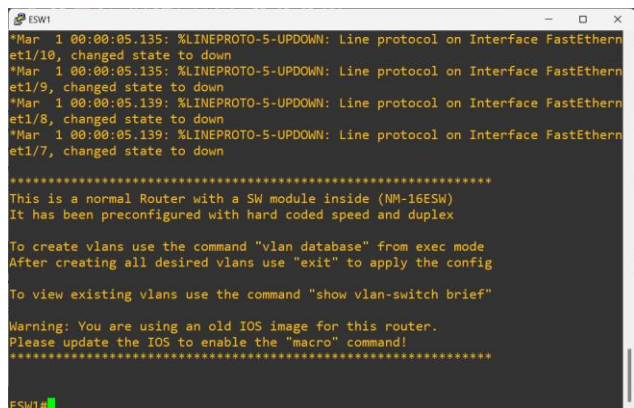 ESW1
*Mar  1 00:00:05.135: %LINEPROTO-5-UPDOWN: Line protocol on Interface FastEthern
et1/10, changed state to down
*Mar  1 00:00:05.135: %LINEPROTO-5-UPDOWN: Line protocol on Interface FastEthern
et1/9, changed state to down
*Mar  1 00:00:05.139: %LINEPROTO-5-UPDOWN: Line protocol on Interface FastEthern
et1/8, changed state to down
*Mar  1 00:00:05.139: %LINEPROTO-5-UPDOWN: Line protocol on Interface FastEthern
et1/7, changed state to down
***************************************************************
This is a normal Router with a SW module inside (NM-16ESW)
It has been preconfigured with hard coded speed and duplex
To create vlans use the command "vlan database" from exec mode
After creating all desired vlans use "exit" to apply the config
To view existing vlans use the command "show vlan-switch brief"
Warning: You are using an old IOS image for this router.
Please update the IOS to enable the "macro" command!
***************************************************************
ESW1#